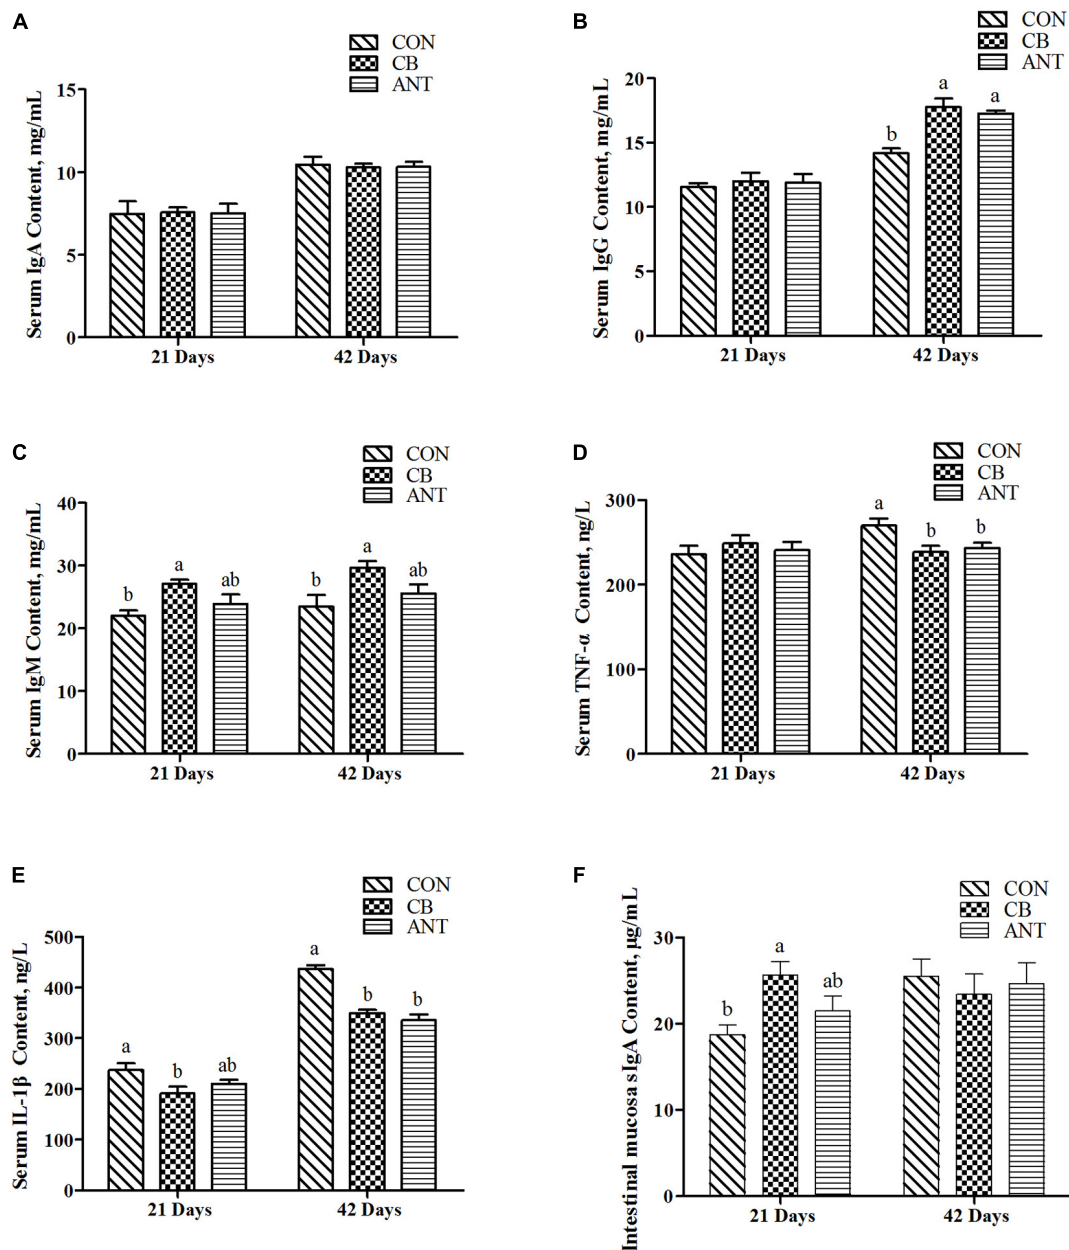 A
CON
CB
ANT
Serum IgA Content, mg/mL
15
10
5
0
21 Days
42 Days
B
CON
CB
ANT
Serum IgG Content, mg/mL
20
15
10
5
0
b
a
a
21 Days
42 Days
C
CON
CB
ANT
Serum IgM Content, mg/mL
40
30
20
10
0
b
a
ab
b
a
ab
21 Days
42 Days
D
CON
CB
ANT
Serum TNF-α Content, ng/L
300
200
100
0
a
b
b
21 Days
42 Days
E
CON
CB
ANT
Serum IL-1β Content, ng/L
500
400
300
200
100
0
a
b
ab
a
b
b
21 Days
42 Days
F
CON
CB
ANT
Intestinal mucosa sIgA Content, μg/mL
30
20
10
0
b
a
ab
21 Days
42 Days